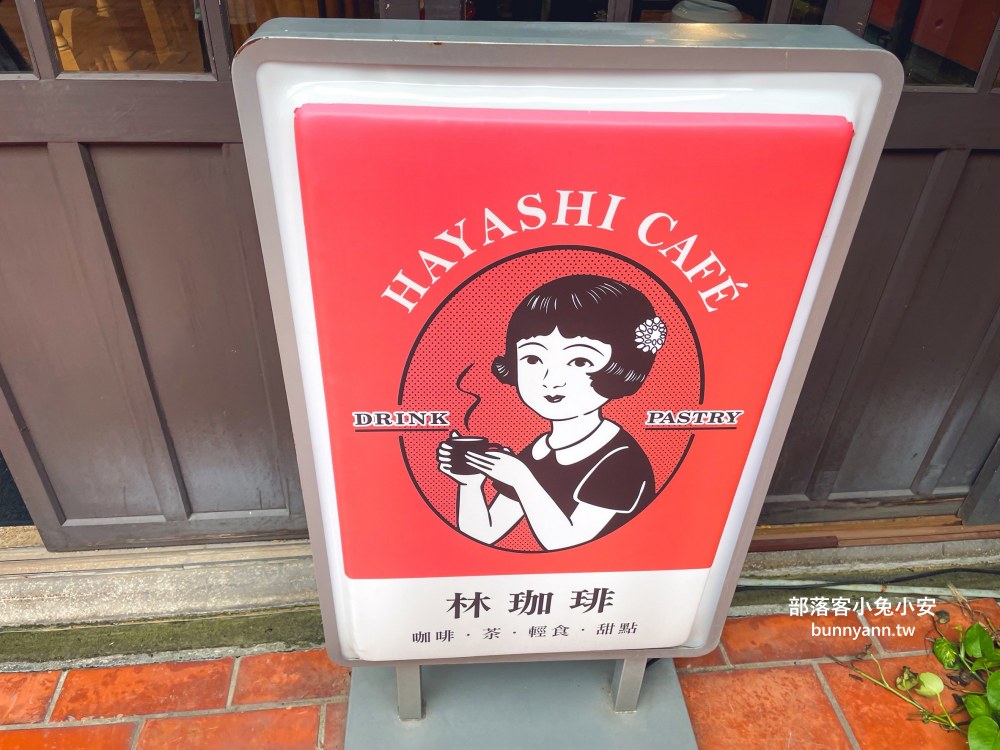 HAYASHI CAFÉ
DRINK
PASTRY
林珈琲
咖啡・茶・輕食・甜點
部落客小兔小安
bunnyann.tw